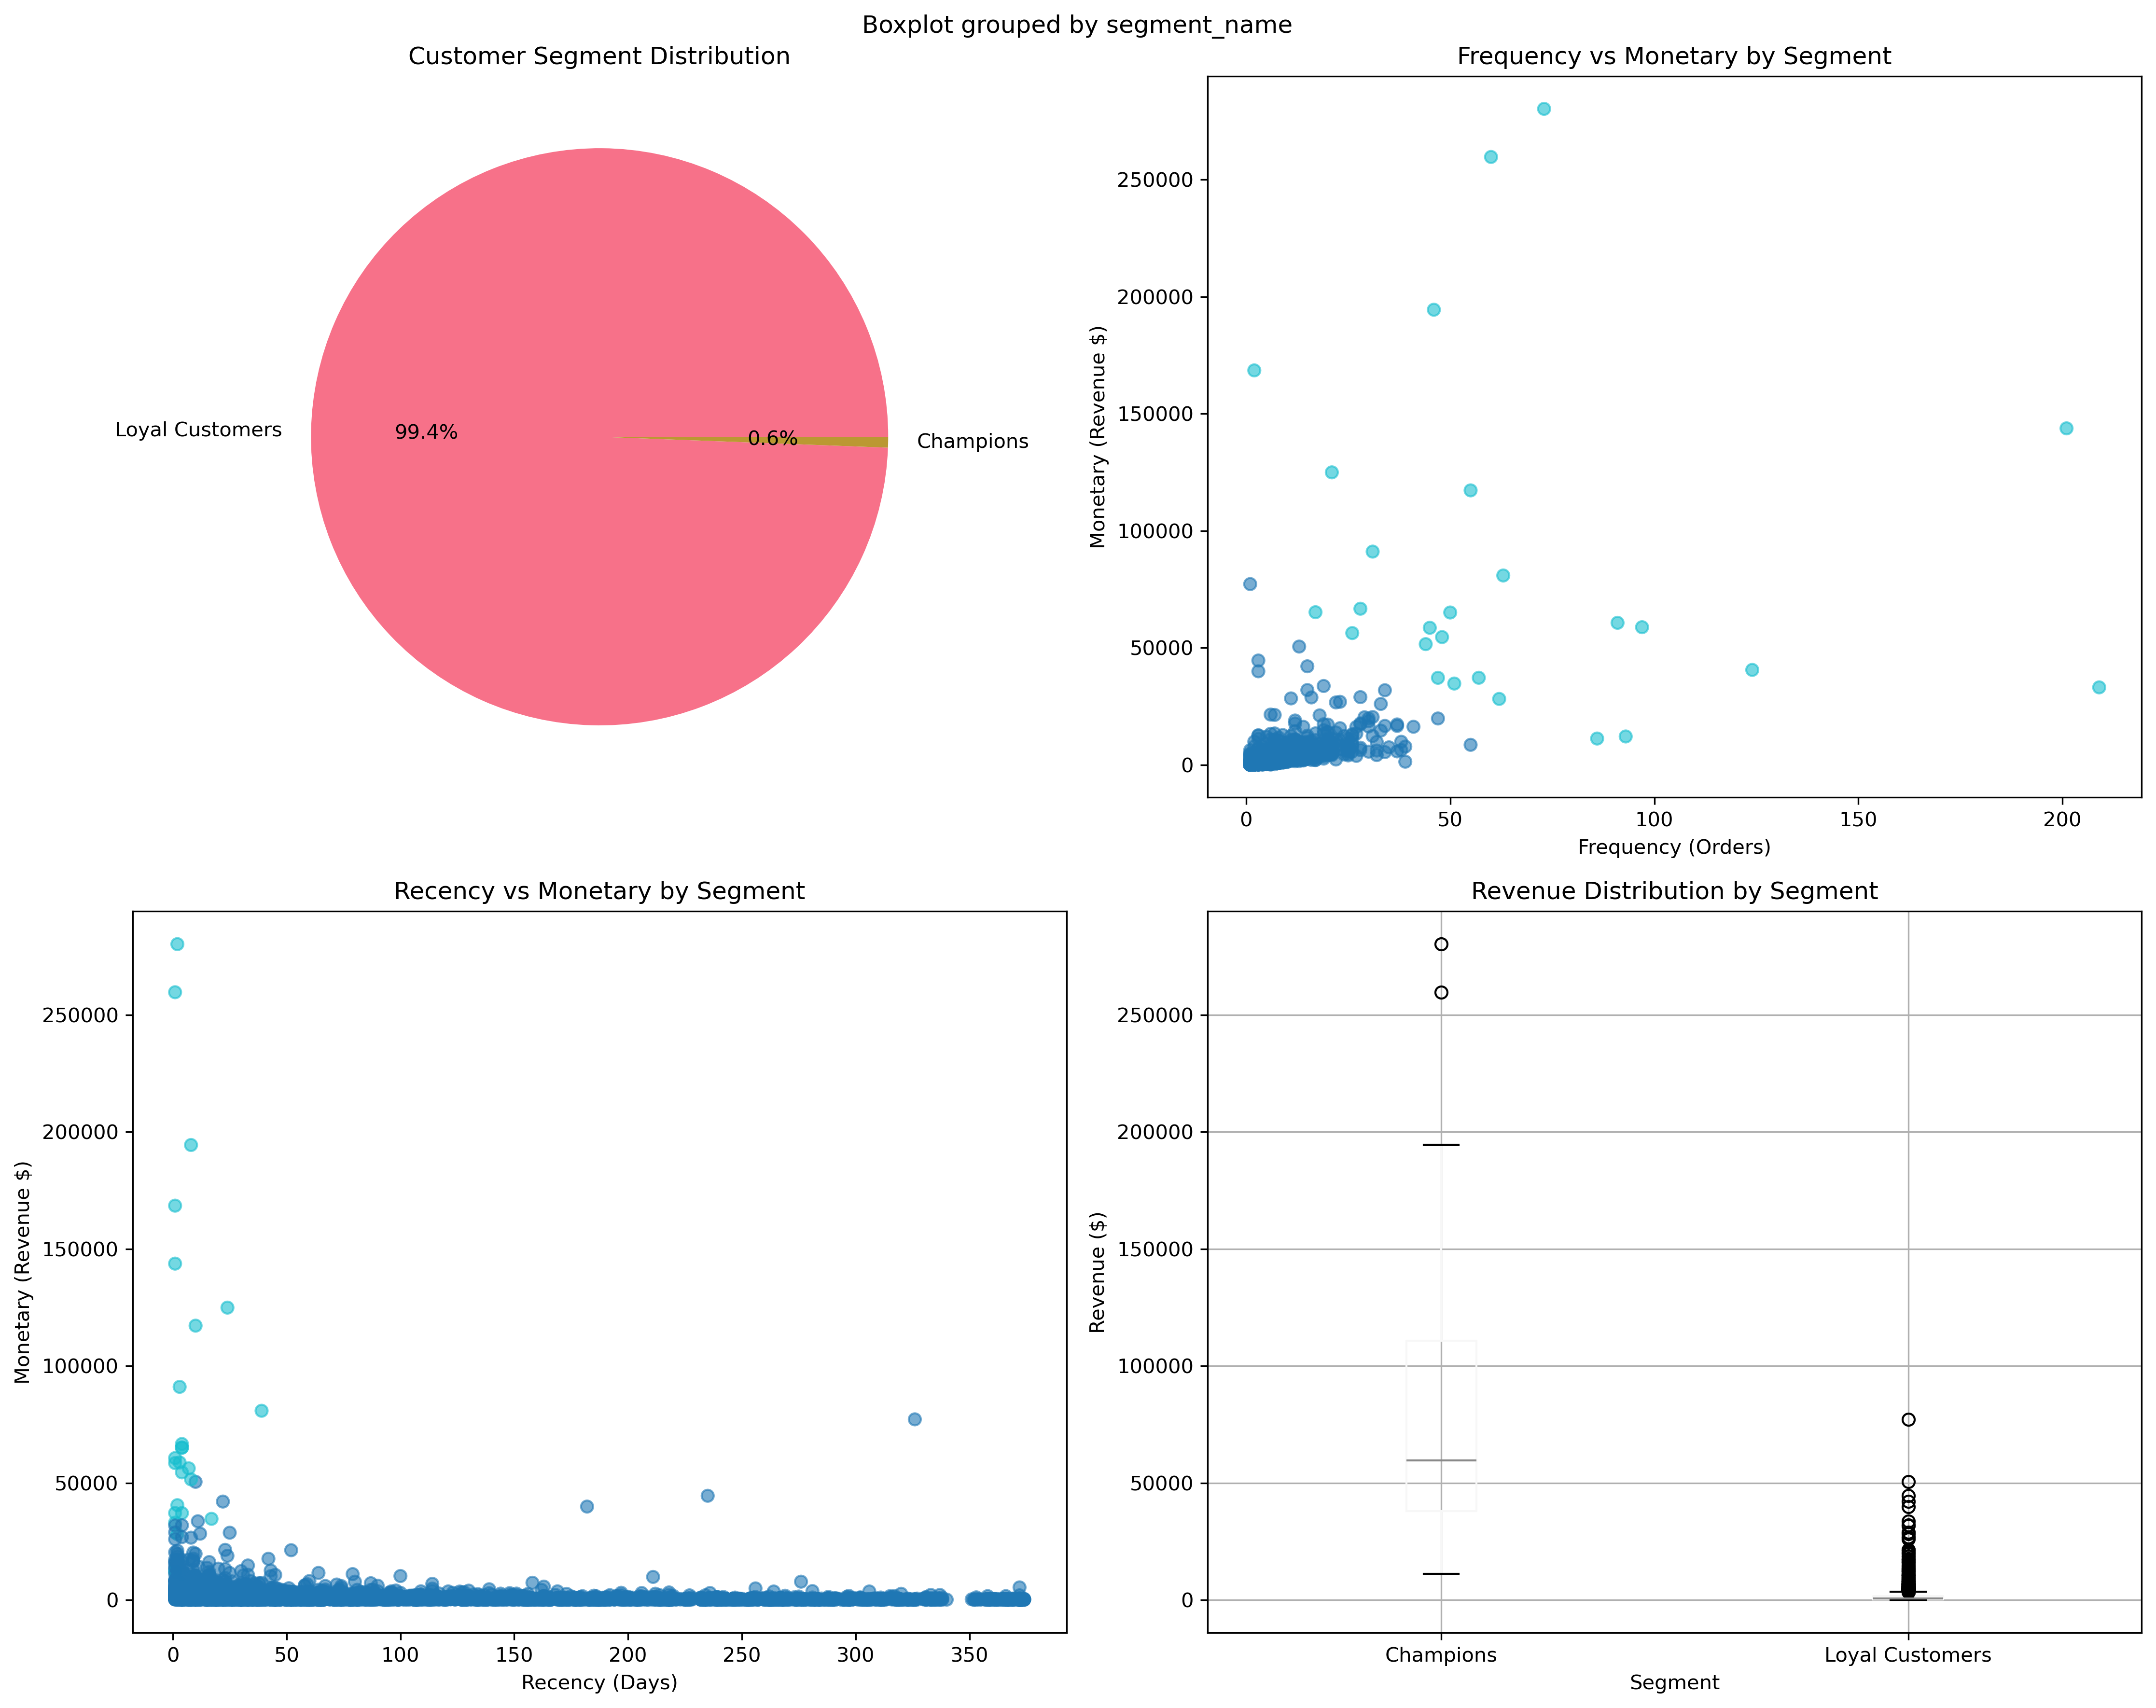 Boxplot grouped by segment_name
Customer Segment Distribution
Loyal Customers
99.4%
0.6%
Champions
Frequency vs Monetary by Segment
Monetary (Revenue $)
250000
200000
150000
100000
50000
0
0 50 100 150 200
Frequency (Orders)
Recency vs Monetary by Segment
Monetary (Revenue $)
250000
200000
150000
100000
50000
0
0 50 100 150 200 250 300 350
Recency (Days)
Revenue Distribution by Segment
Revenue ($)
250000
200000
150000
100000
50000
0
Champions Loyal Customers
Segment